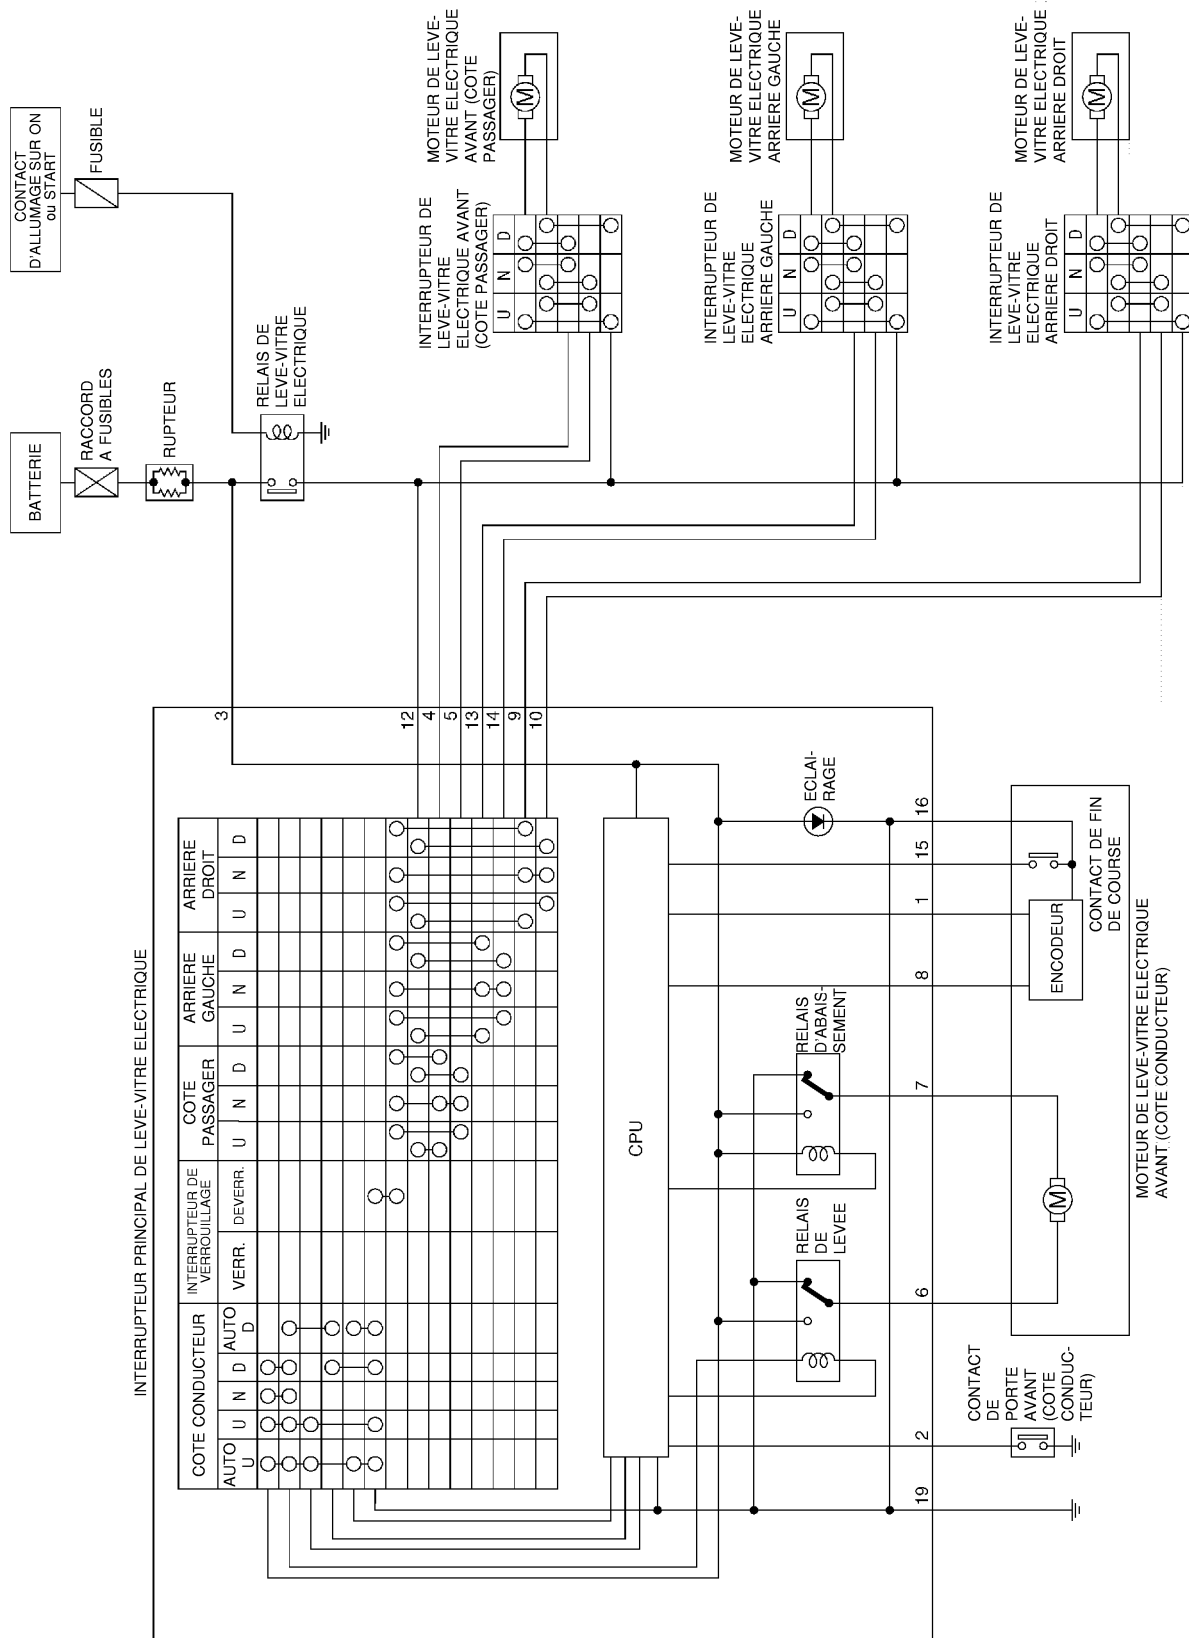 CONTACT
D'ALLUMAGE SUR ON
ou START
FUSIBLE
BATTERIE
RACCORD
A FUSIBLES
RUPTEUR
RELAIS DE
LEVE-VITRE
ELECTRIQUE
MOTEUR DE LEVE-
VITRE ELECTRIQUE
AVANT (COTE
PASSAGER)
M
INTERRUPTEUR DE
LEVE-VITRE
ELECTRIQUE AVANT
(COTE PASSAGER)
U N D
MOTEUR DE LEVE-
VITRE ELECTRIQUE
ARRIERE GAUCHE
M
INTERRUPTEUR DE
LEVE-VITRE
ELECTRIQUE
ARRIERE GAUCHE
U N D
MOTEUR DE LEVE-
VITRE ELECTRIQUE
ARRIERE DROIT
M
INTERRUPTEUR DE
LEVE-VITRE
ELECTRIQUE
ARRIERE DROIT
U N D
INTERRUPTEUR PRINCIPAL DE LEVE-VITRE ELECTRIQUE
3
12
4
5
13
14
9
10
COTE CONDUCTEUR
AUTO
U
U
N
D
AUTO
D
INTERRUPTEUR DE
VERROUILLAGE
VERR.
DEVERR.
COTE
PASSAGER
U N D
ARRIERE
GAUCHE
U N D
ARRIERE
DROIT
U N D
CPU
ECLAI-
RAGE
RELAIS
D'ABAIS-
SEMENT
RELAIS
DE
LEVEE
19
2
6
7
8
1
15
16
CONTACT
DE
PORTE
AVANT
(COTE
CONDUC-
TEUR)
M
ENCODEUR
CONTACT DE FIN
DE COURSE
MOTEUR DE LEVE-VITRE ELECTRIQUE
AVANT (COTE CONDUCTEUR)